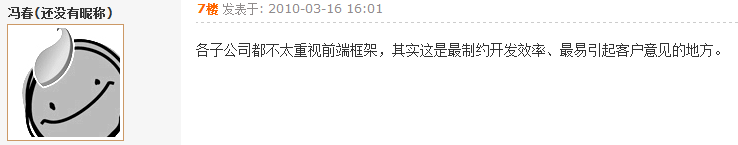 冯春(还没有昵称)
7楼 发表于: 2010-03-16 16:01
各子公司都不太重视前端框架，其实这是最制约开发效率、最易引起客户意见的地方。